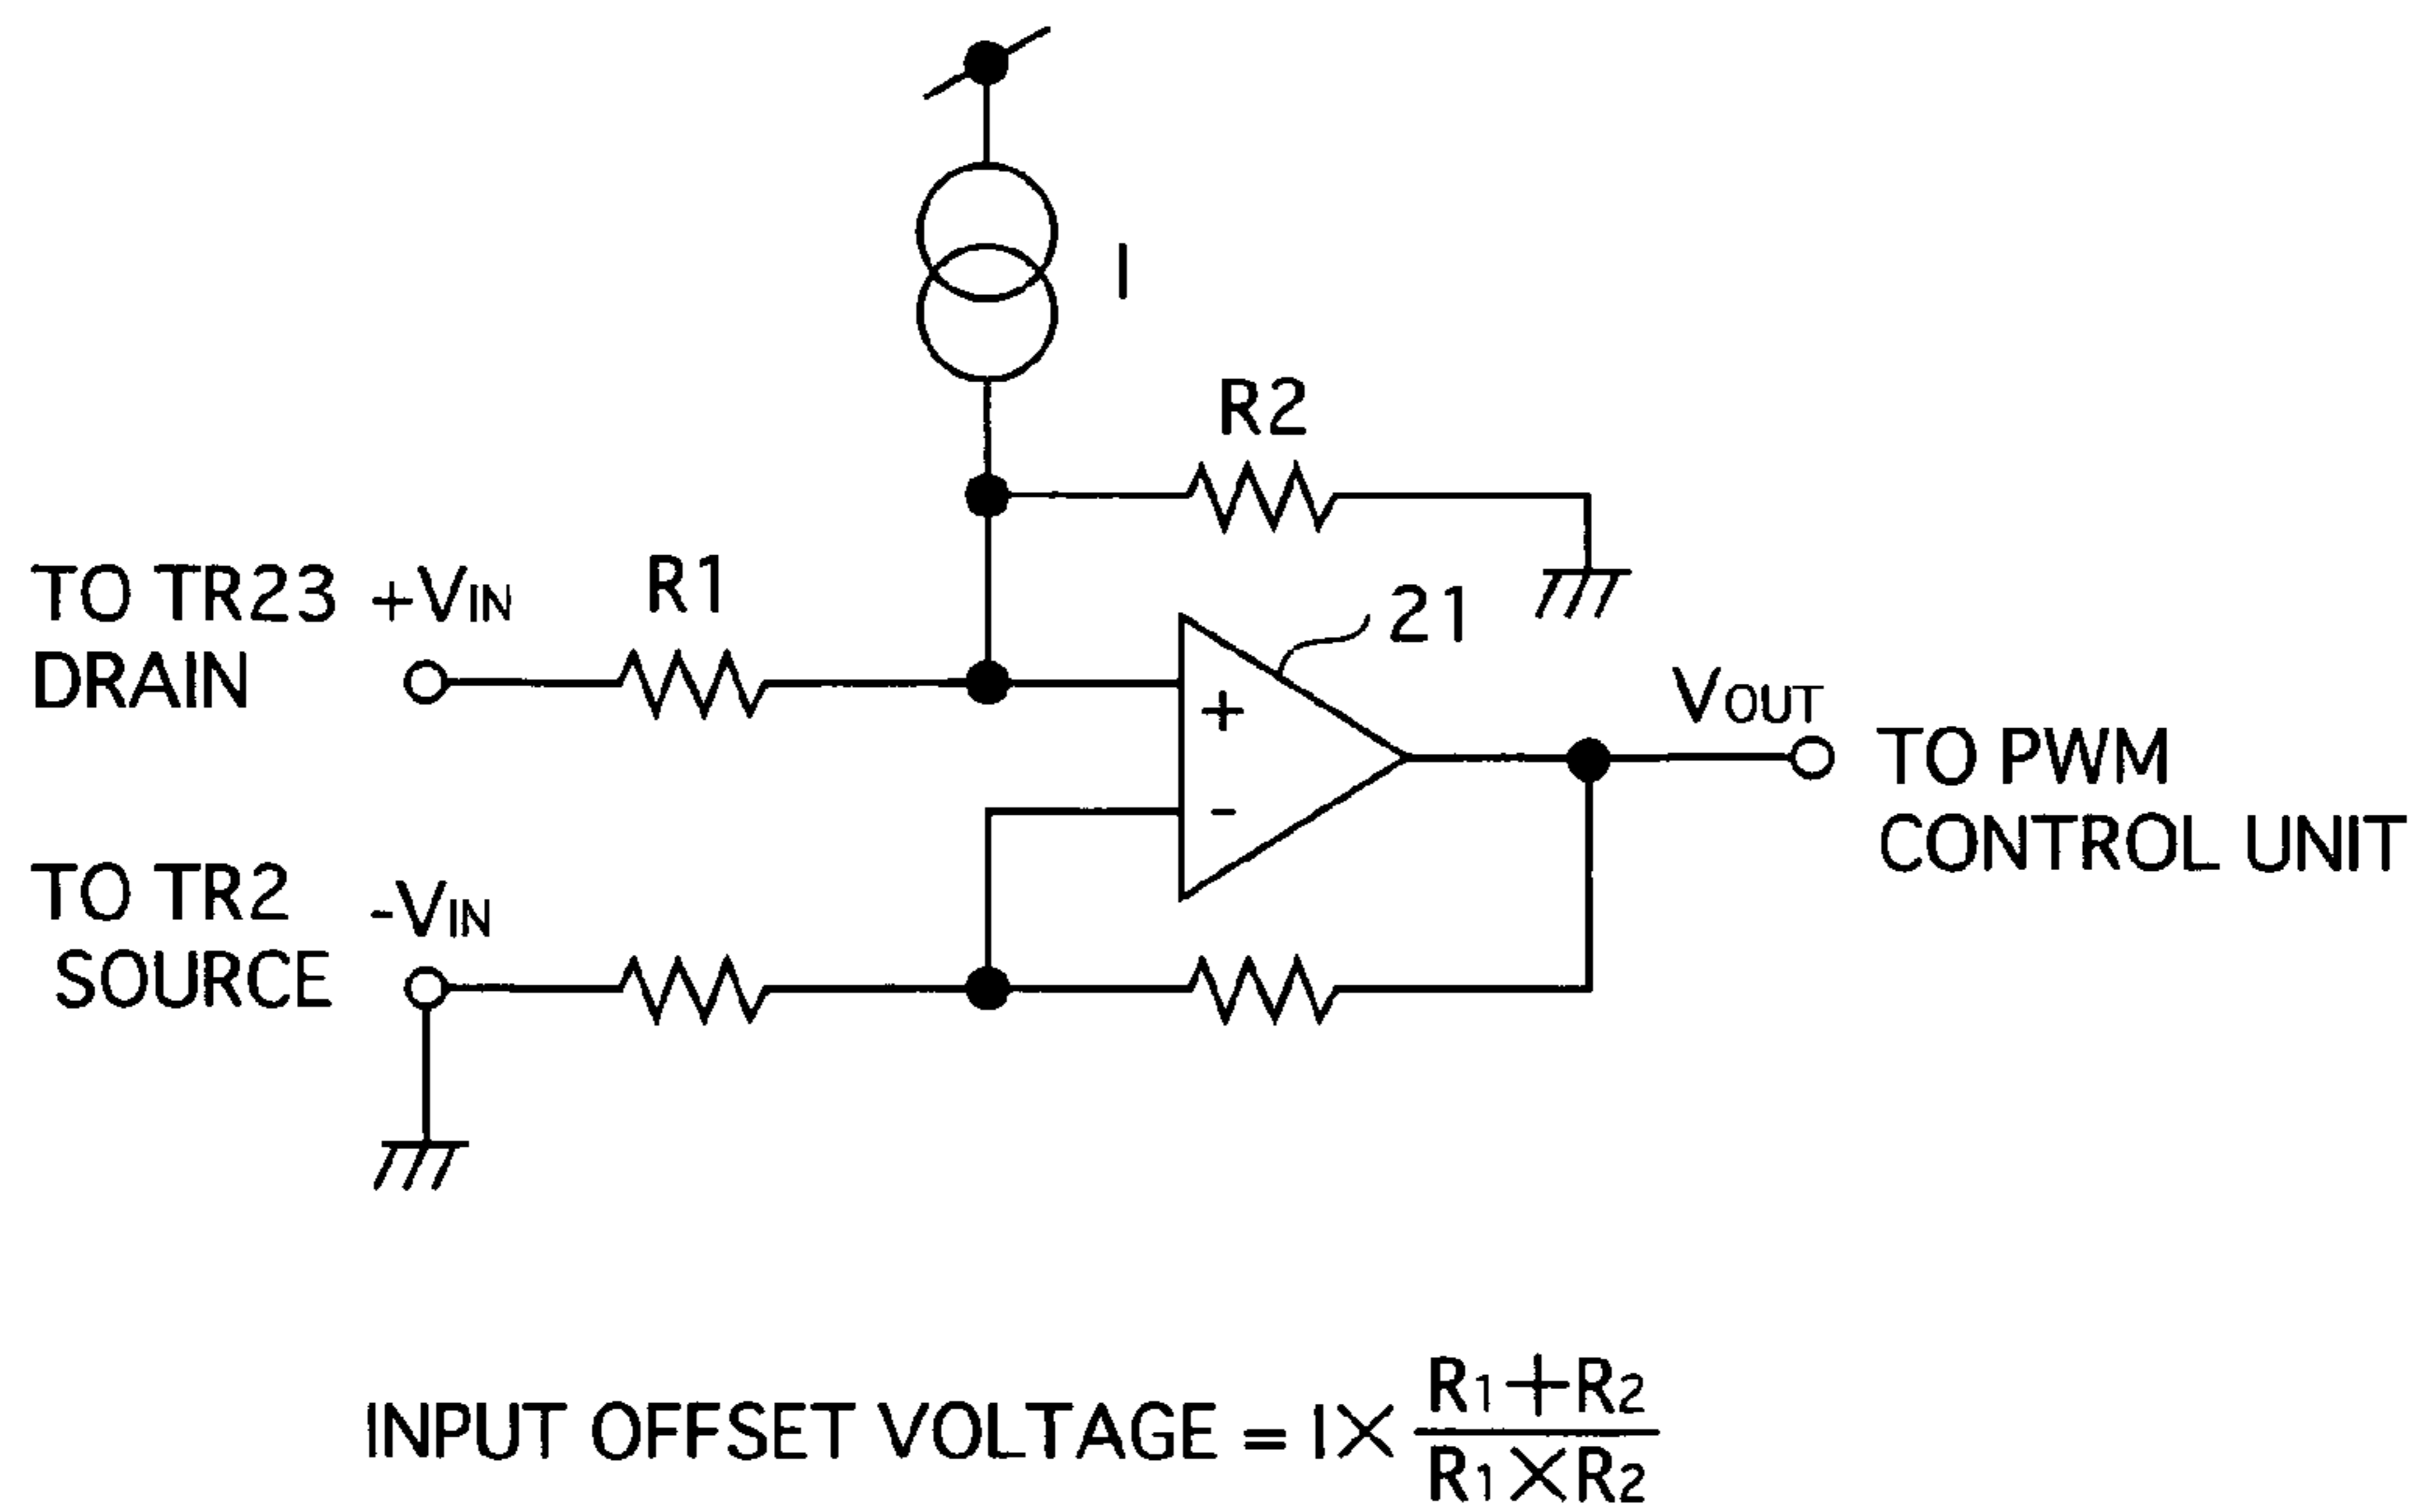 I
R2
TO TR23 +VIN
DRAIN
R1
21
+
-
VOUT
TO PWM
CONTROL UNIT
TO TR2
SOURCE
-VIN
INPUT OFFSET VOLTAGE = I× R1+R2
R1×R2